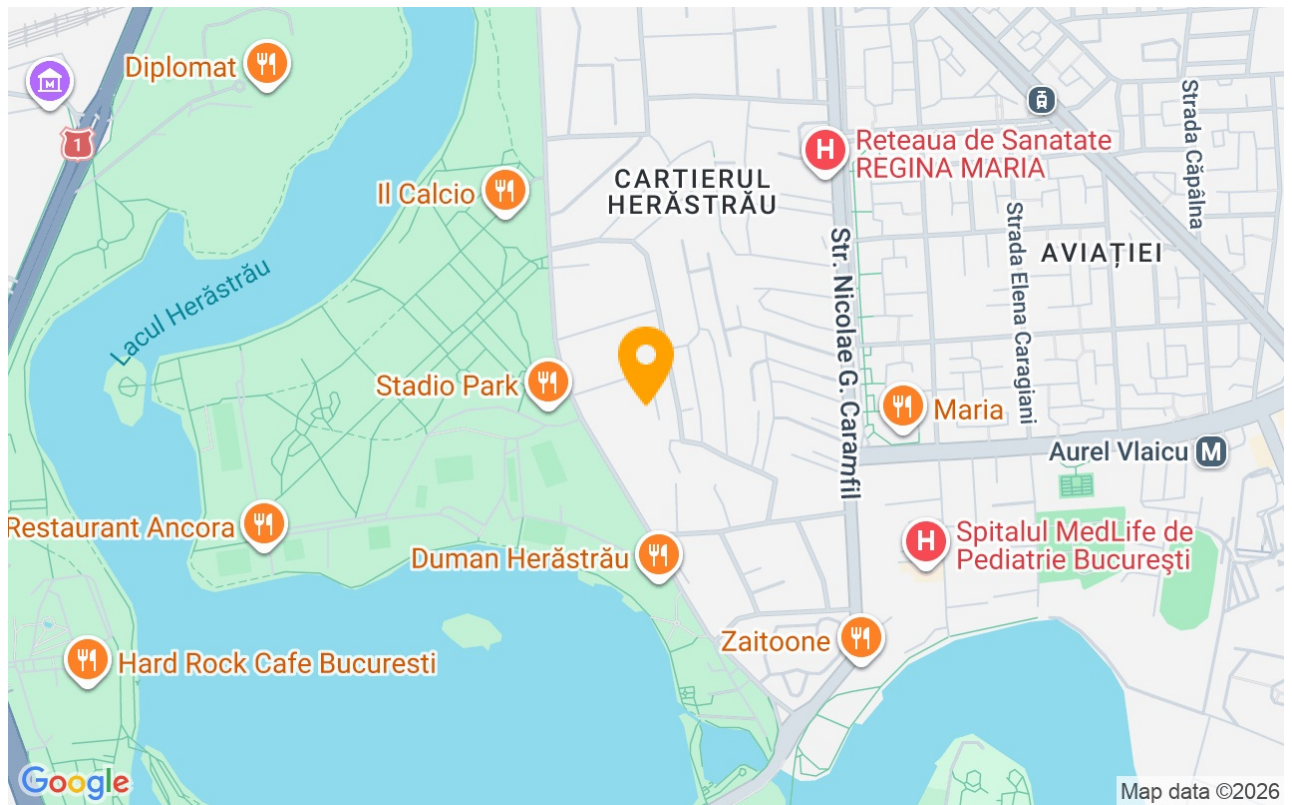 Diplomat
1
M
Strada Căpâlna
H
Reteaua de Sanatate
REGINA MARIA
CARTIERUL
HERĂSTRĂU
Il Calcio
Strada Elena Caragiani
AVIAȚIEI
Str. Nicolae G. Caramfil
Lacul Herăstrău
Stadio Park
Maria
Aurel Vlaicu M
Restaurant Ancora
H
Spitalul MedLife de
Pediatrie Bucureşti
Duman Herăstrău
Zaitoone
Hard Rock Cafe Bucuresti
Google
Map data ©2026